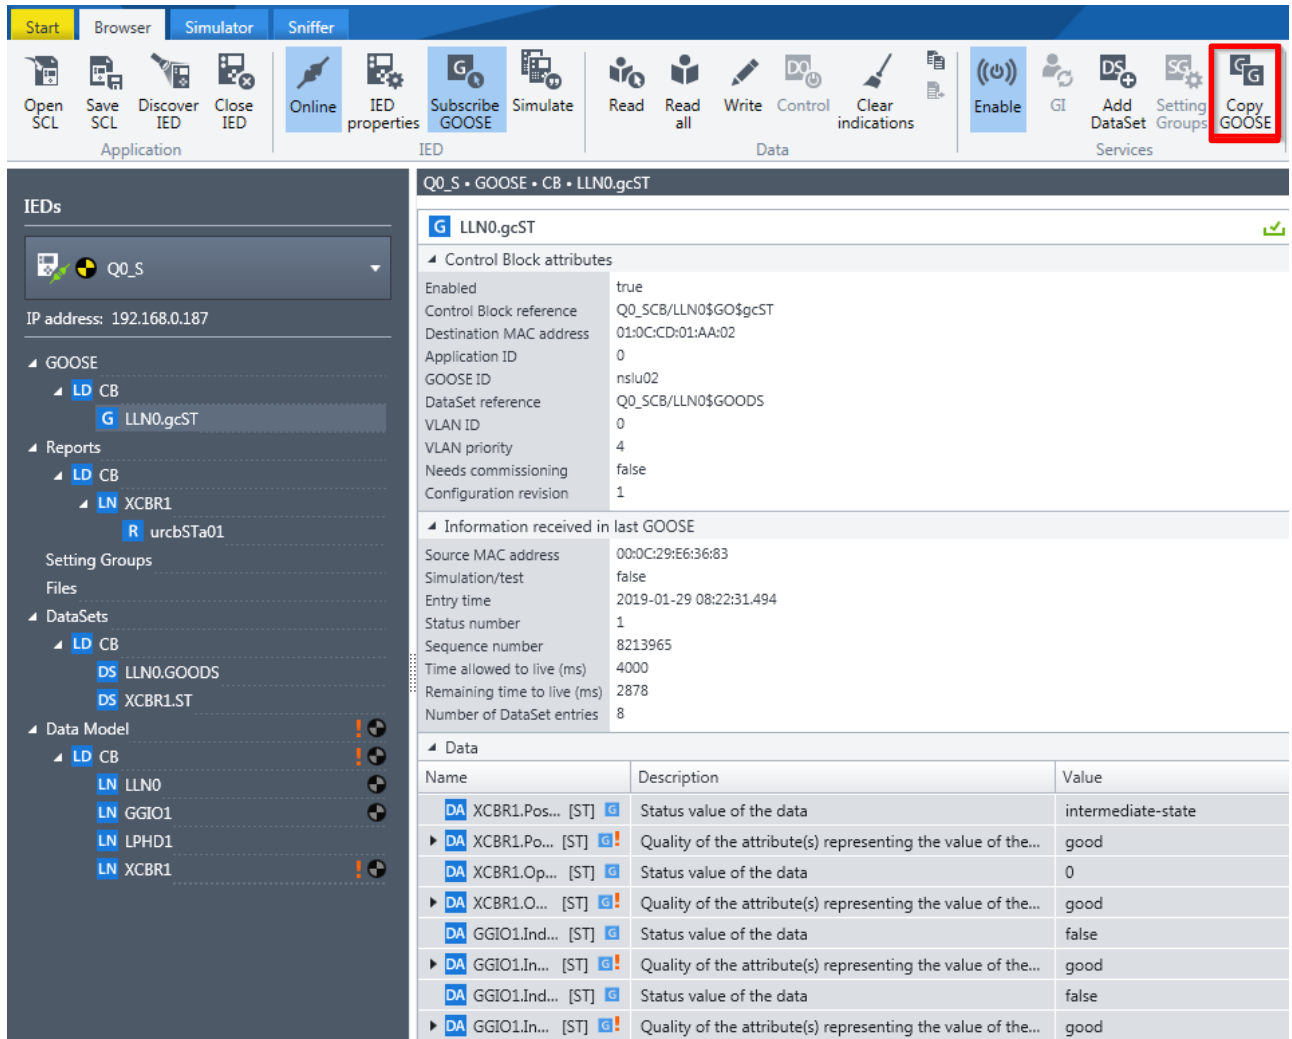 Start Browser Simulator Sniffer
Open SCL Save SCL Discover IED Close IED Online IED properties Subscribe GOOSE Simulate Read Read all Write Control Clear indications Enable GI Add DataSet Setting Groups Copy GOOSE
Application IED Data Services
IEDs
Q0_S
IP address: 192.168.0.187
GOOSE
LD CB
G LLN0.gcST
Reports
LD CB
LN XCBR1
R urcbSTa01
Setting Groups
Files
DataSets
LD CB
DS LLN0.GOODS
DS XCBR1.ST
Data Model
LD CB
LN LLN0
LN GGIO1
LN LPHD1
LN XCBR1
Q0_S • GOOSE • CB • LLN0.gcST
G LLN0.gcST
Control Block attributes
Enabled true
Control Block reference Q0_SCB/LLN0$GO$gcST
Destination MAC address 01:0C:CD:01:AA:02
Application ID 0
GOOSE ID nslu02
DataSet reference Q0_SCB/LLN0$GOODS
VLAN ID 0
VLAN priority 4
Needs commissioning false
Configuration revision 1
Information received in last GOOSE
Source MAC address 00:0C:29:E6:36:83
Simulation/test false
Entry time 2019-01-29 08:22:31.494
Status number 1
Sequence number 8213965
Time allowed to live (ms) 4000
Remaining time to live (ms) 2878
Number of DataSet entries 8
Data
Name Description Value
DA XCBR1.Pos... [ST] G Status value of the data intermediate-state
DA XCBR1.Po... [ST] G! Quality of the attribute(s) representing the value of the... good
DA XCBR1.Op... [ST] G Status value of the data 0
DA XCBR1.O... [ST] G! Quality of the attribute(s) representing the value of the... good
DA GGIO1.Ind... [ST] G Status value of the data false
DA GGIO1.In... [ST] G! Quality of the attribute(s) representing the value of the... good
DA GGIO1.Ind... [ST] G Status value of the data false
DA GGIO1.In... [ST] G! Quality of the attribute(s) representing the value of the... good